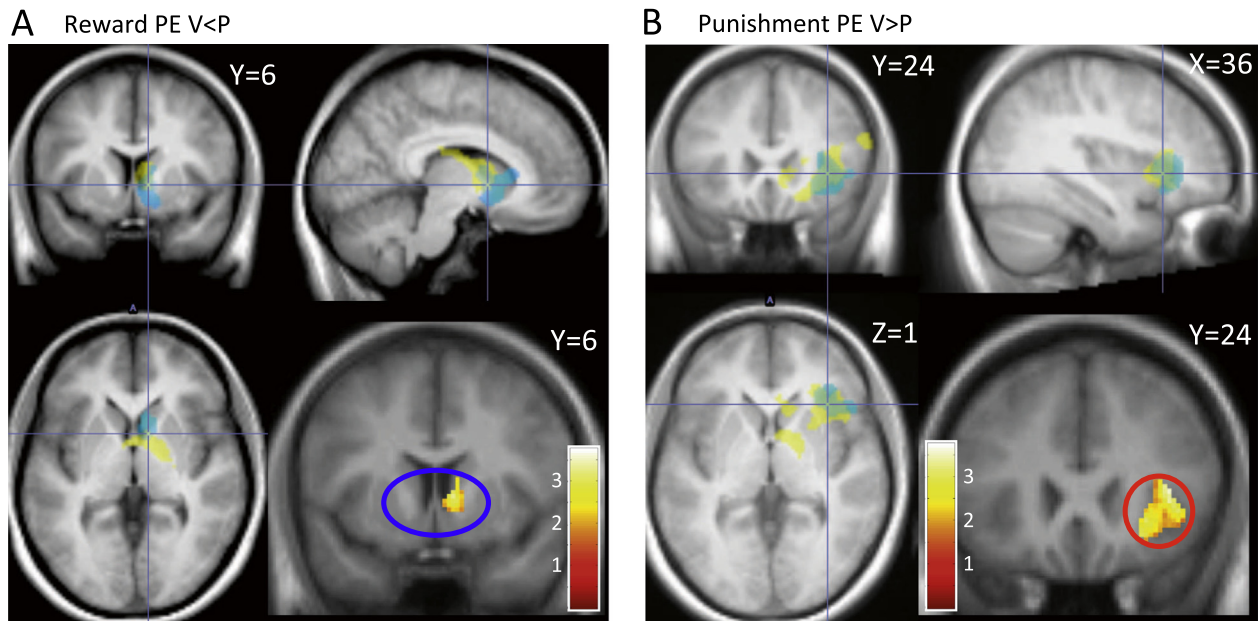 A Reward PE V<P
Y=6
A
Y=6
3
2
1
B Punishment PE V>P
Y=24
X=36
A
Z=1
Y=24
3
2
1